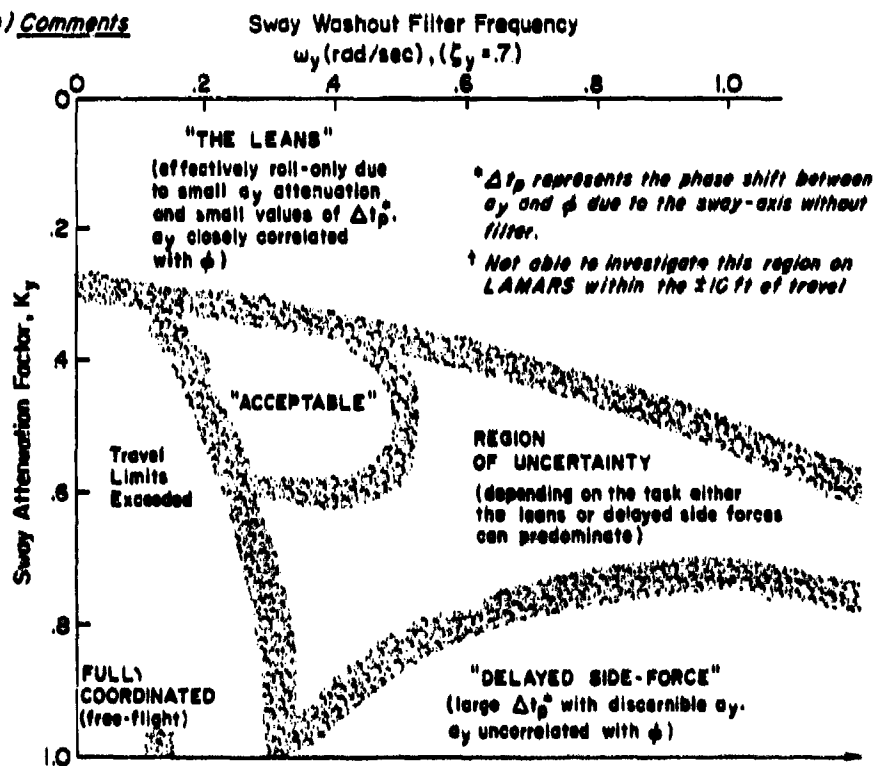 ) Comments
Sway Washout Filter Frequency
ωy (rad/sec), (ζy = .7)
0 .2 .4 .6 .8 1.0
0
.2
.4
.6
.8
1.0
Sway Attenuation Factor, Ky
"THE LEANS"
(effectively roll-only due
to small ay attenuation
and small values of Δtp*.
ay closely correlated
with ϕ)
* Δtp represents the phase shift between
ay and ϕ due to the sway-axis without
filter.
† Not able to investigate this region on
LAMARS within the ±10 ft of travel
"ACCEPTABLE"
Travel
Limits
Exceeded
REGION
OF UNCERTAINTY
(depending on the task either
the leans or delayed side forces
can predominate)
FULLY
COORDINATED
(free-flight)
"DELAYED SIDE-FORCE"
(large Δtp* with discernible ay.
ay uncorrelated with ϕ)